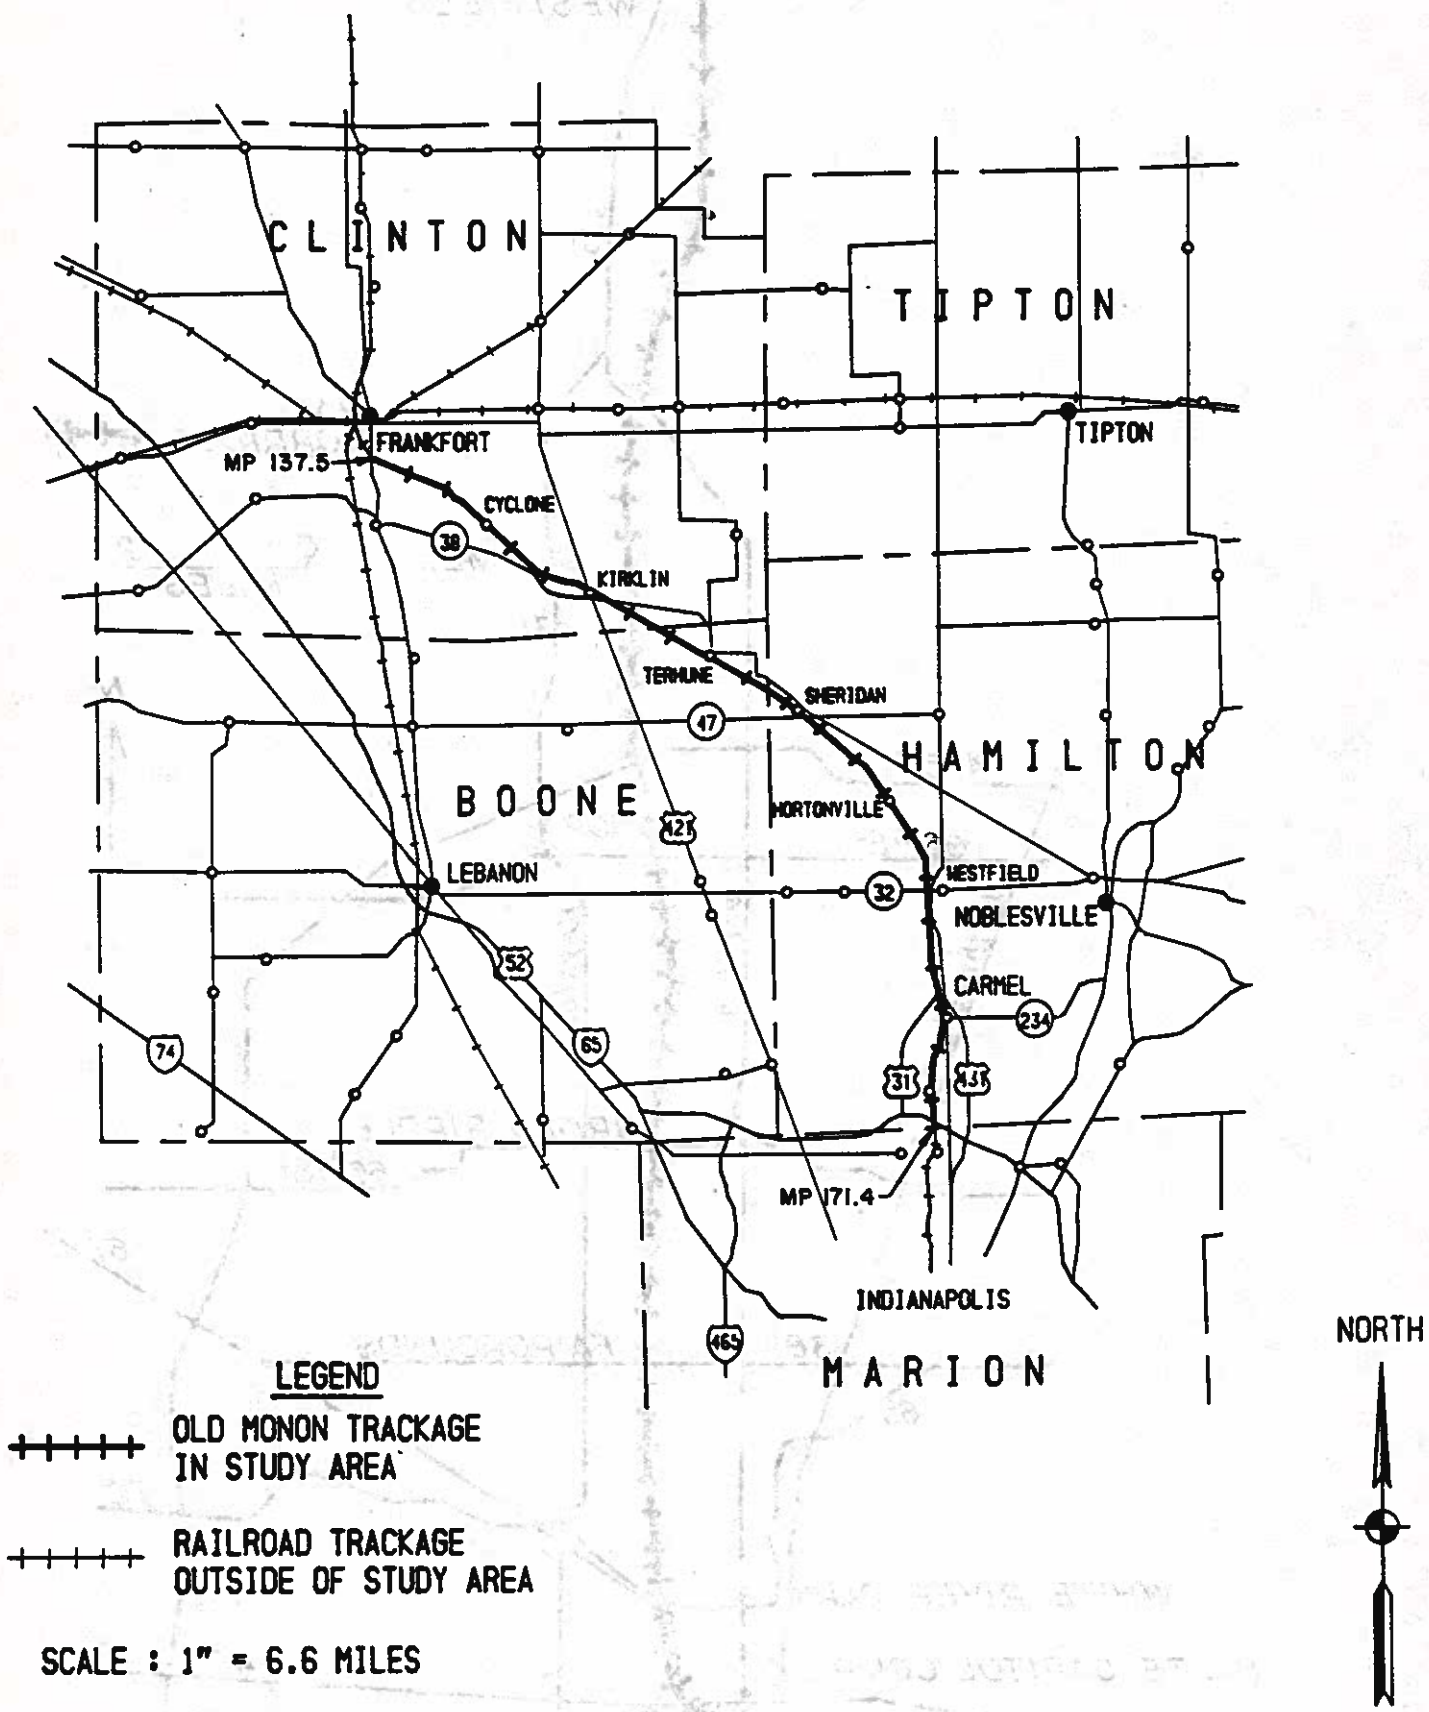 CLINTON
TIPTON
FRANKFORT
TIPTON
MP 137.5
CYCLONE
38
KIRKLIN
TERHUNE
SHERIDAN
47
HAMILTON
BOONE
HORTONVILLE
421
LEBANON
WESTFIELD
32
NOBLESVILLE
52
CARMEL
234
74
65
31
431
MP 171.4
INDIANAPOLIS
465
MARION
NORTH
LEGEND
OLD MONON TRACKAGE
IN STUDY AREA
RAILROAD TRACKAGE
OUTSIDE OF STUDY AREA
SCALE : 1" = 6.6 MILES